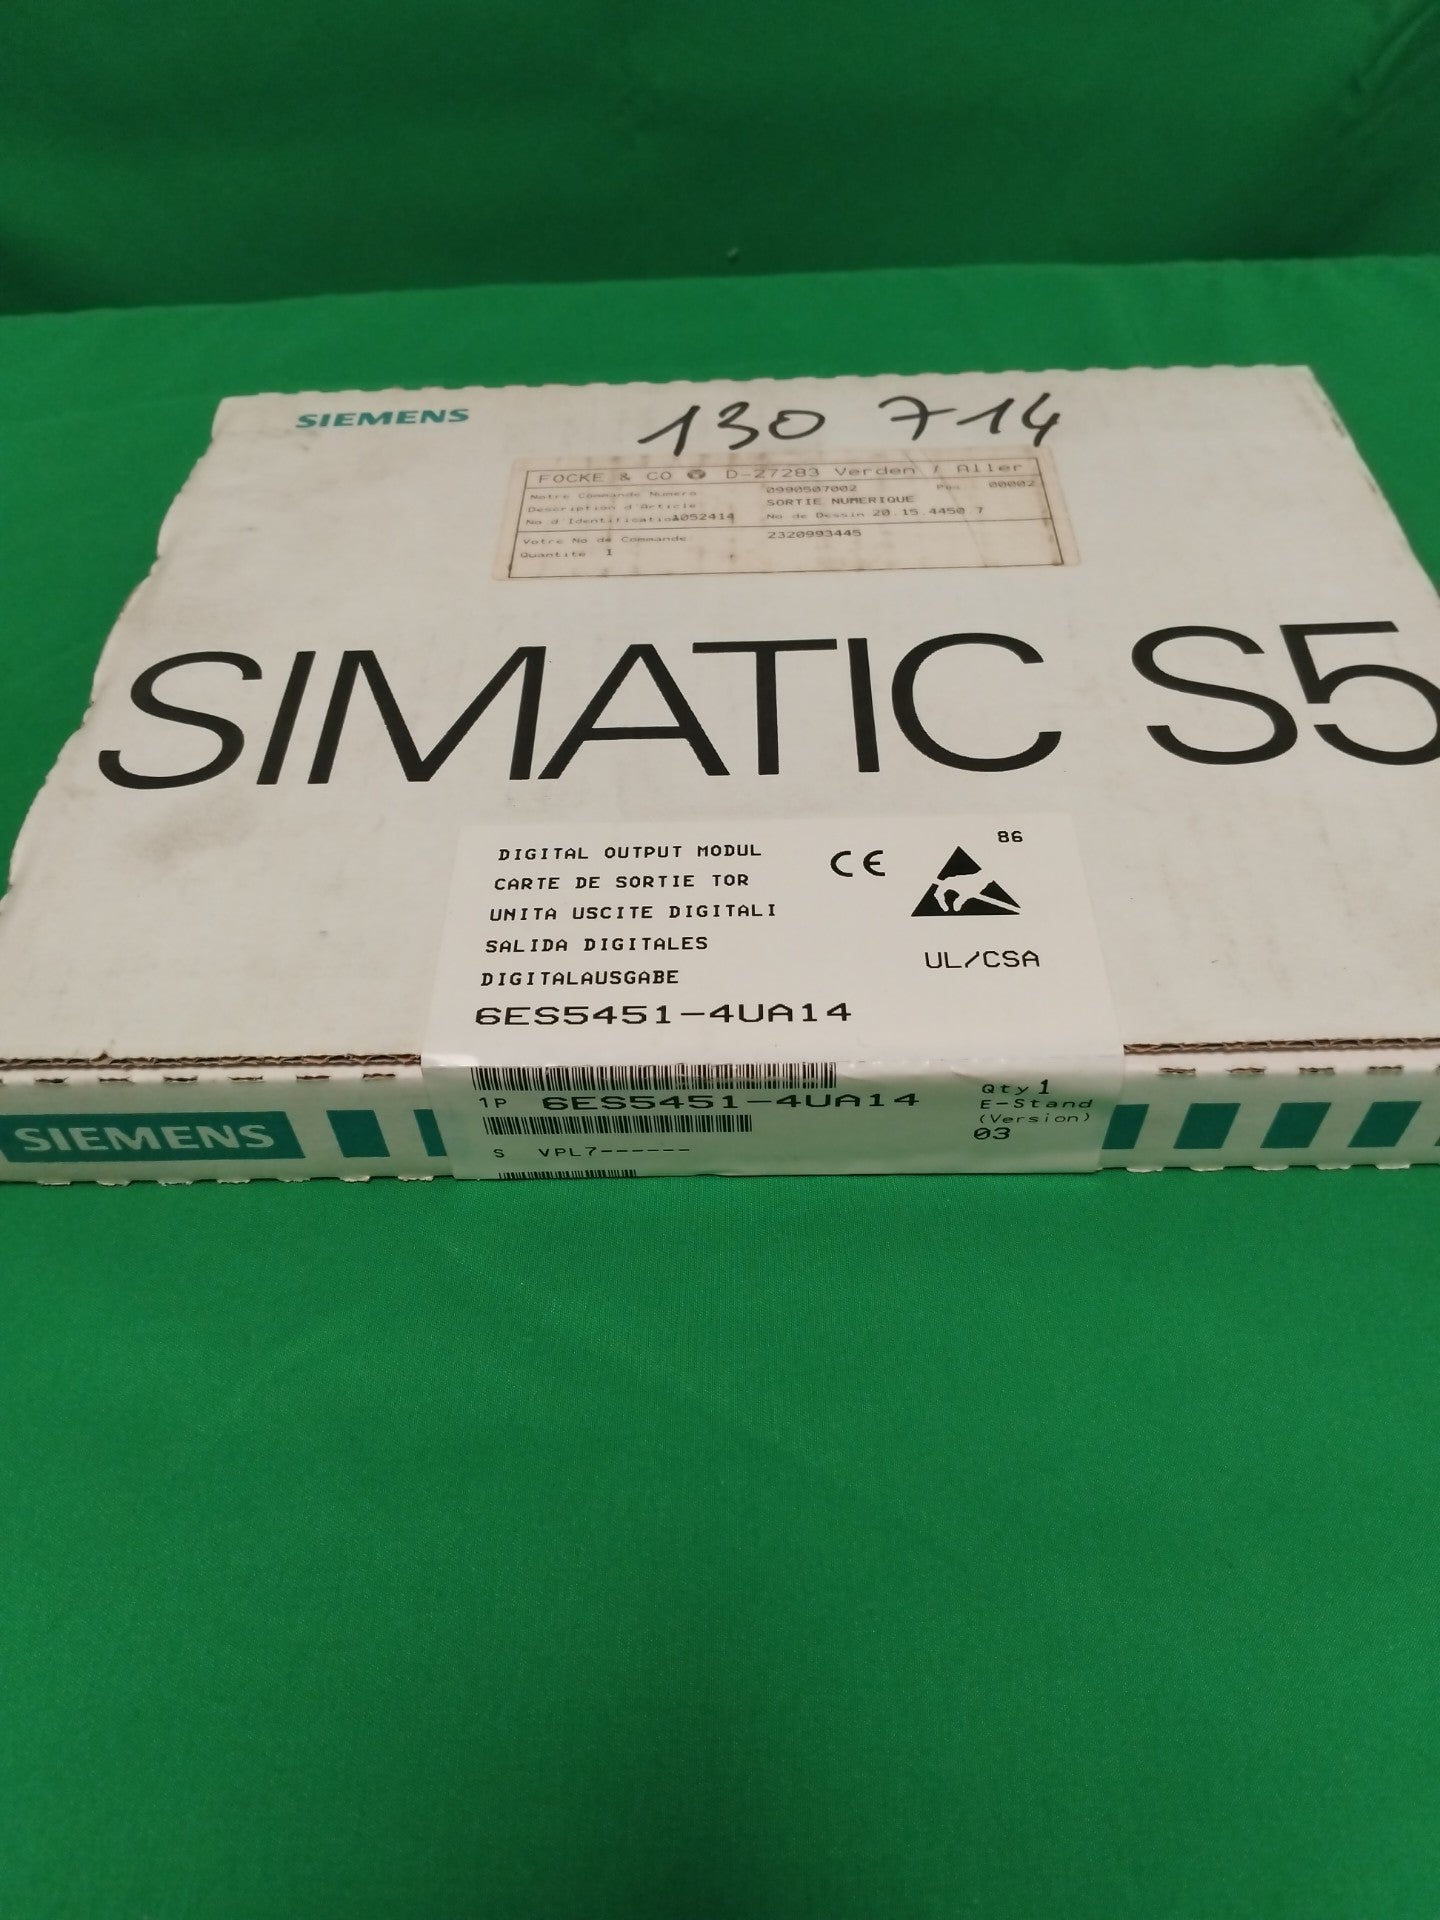 SIEMENS
130 714
FOCKE & CO D-27283 Verden / Aller
Notre Commande Numero 0990507002 Pos 00002
Description d'Article SORTIE NUMERIQUE
No d'Identification 1052414 No de Dessin 20.15.4450.7
Votre No de Commande 2320993445
Quantite 1
SIMATIC S5
DIGITAL OUTPUT MODUL
CARTE DE SORTIE TOR
UNITA USCITE DIGITALI
SALIDA DIGITALES
DIGITALAUSGABE
6ES5451-4UA14
CE
86
UL/CSA
1P 6ES5451-4UA14
Qty 1
E-Stand
(Version)
03
S VPL7------
SIEMENS